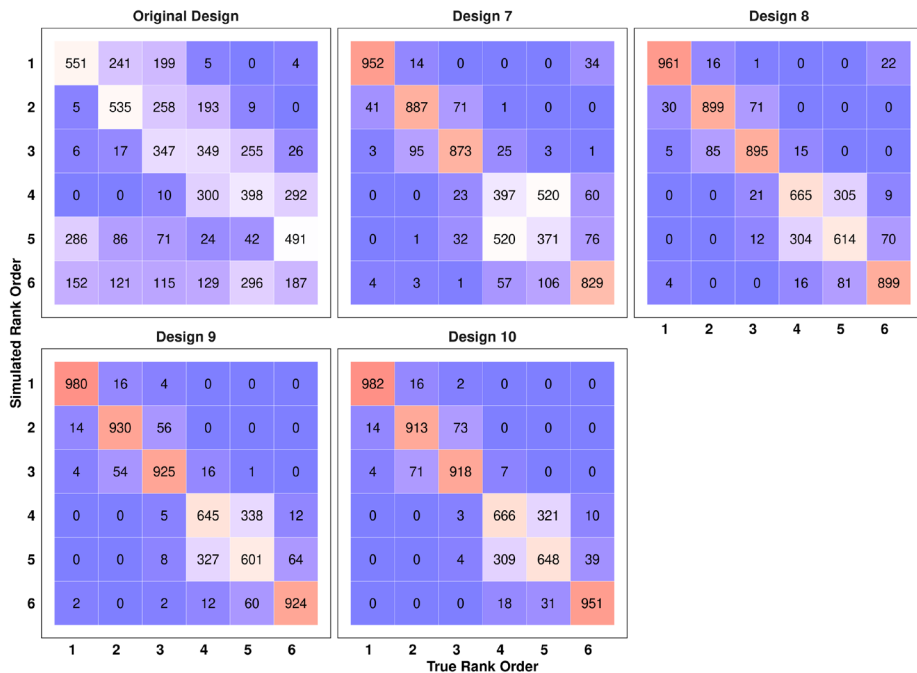 Original Design
Design 7
Design 8
1 551 241 199 5 0 4
2 5 535 258 193 9 0
3 6 17 347 349 255 26
4 0 0 10 300 398 292
5 286 86 71 24 42 491
6 152 121 115 129 296 187
952 14 0 0 0 34
41 887 71 1 0 0
3 95 873 25 3 1
0 0 23 397 520 60
0 1 32 520 371 76
4 3 1 57 106 829
961 16 1 0 0 22
30 899 71 0 0 0
5 85 895 15 0 0
0 0 21 665 305 9
0 0 12 304 614 70
4 0 0 16 81 899
1 2 3 4 5 6
Simulated Rank Order
Design 9
Design 10
1 980 16 4 0 0 0
2 14 930 56 0 0 0
3 4 54 925 16 1 0
4 0 0 5 645 338 12
5 0 0 8 327 601 64
6 2 0 2 12 60 924
1 2 3 4 5 6
982 16 2 0 0 0
14 913 73 0 0 0
4 71 918 7 0 0
0 0 3 666 321 10
0 0 4 309 648 39
0 0 0 18 31 951
1 2 3 4 5 6
True Rank Order